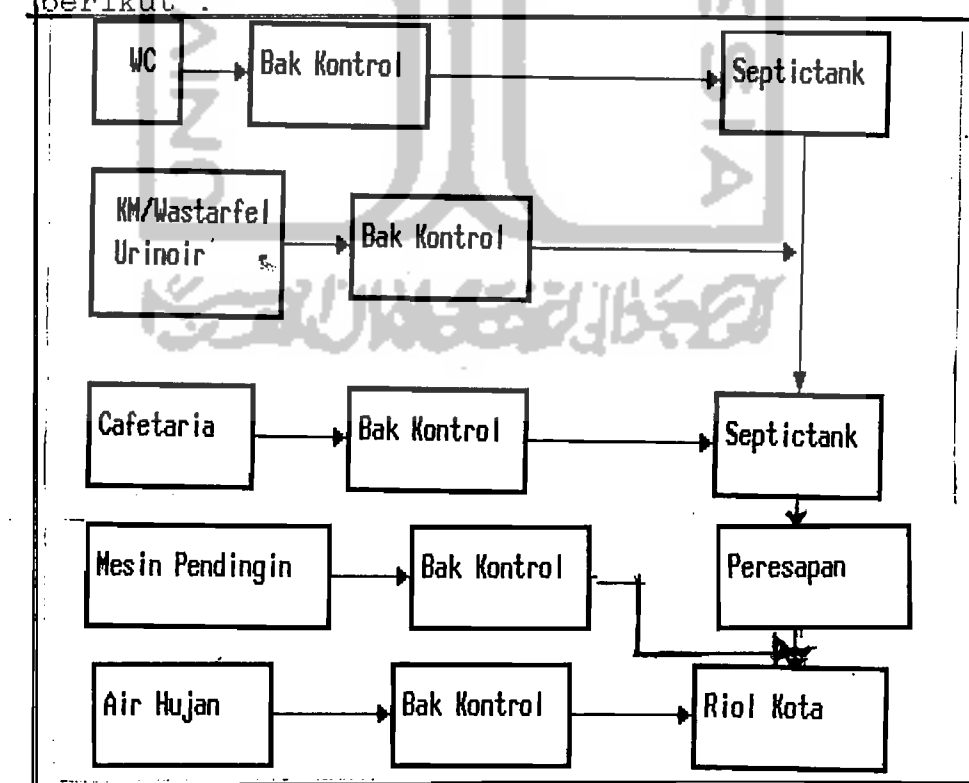 berikut :
WC
Bak Kontrol
Septictank
KM/Wastarfel
Urinoir
Bak Kontrol
Cafetaria
Bak Kontrol
Septictank
Mesin Pendingin
Bak Kontrol
Peresapan
Air Hujan
Bak Kontrol
Riol Kota